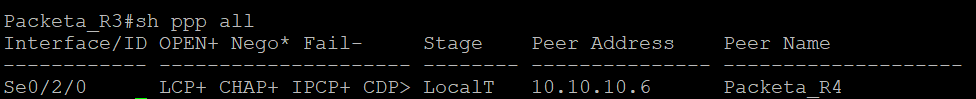 Packeta_R3#sh ppp all
Interface/ID OPEN+ Nego* Fail-     Stage    Peer Address    Peer Name
------------ --------------------- -------- --------------- --------------------
Se0/2/0      LCP+ CHAP+ IPCP+ CDP> LocalT   10.10.10.6      Packeta_R4